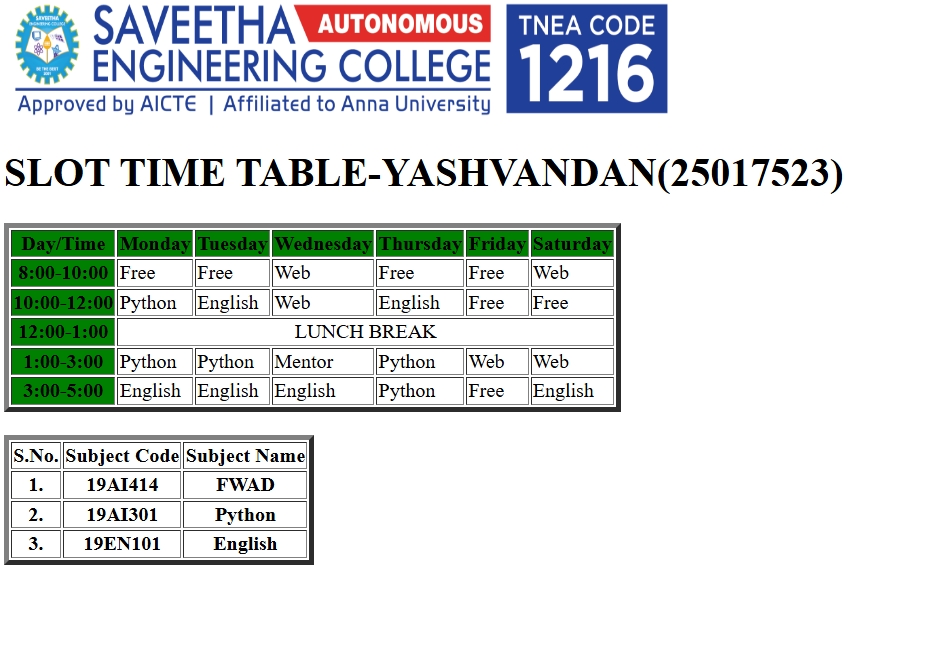 SAVEETHA AUTONOMOUS
ENGINEERING COLLEGE
Approved by AICTE | Affiliated to Anna University
TNEA CODE
1216
SLOT TIME TABLE-YASHVANDAN(25017523)
Day/Time Monday Tuesday Wednesday Thursday Friday Saturday
8:00-10:00 Free Free Web Free Free Web
10:00-12:00 Python English Web English Free Free
12:00-1:00 LUNCH BREAK
1:00-3:00 Python Python Mentor Python Web Web
3:00-5:00 English English English Python Free English
S.No. Subject Code Subject Name
1. 19AI414 FWAD
2. 19AI301 Python
3. 19EN101 English